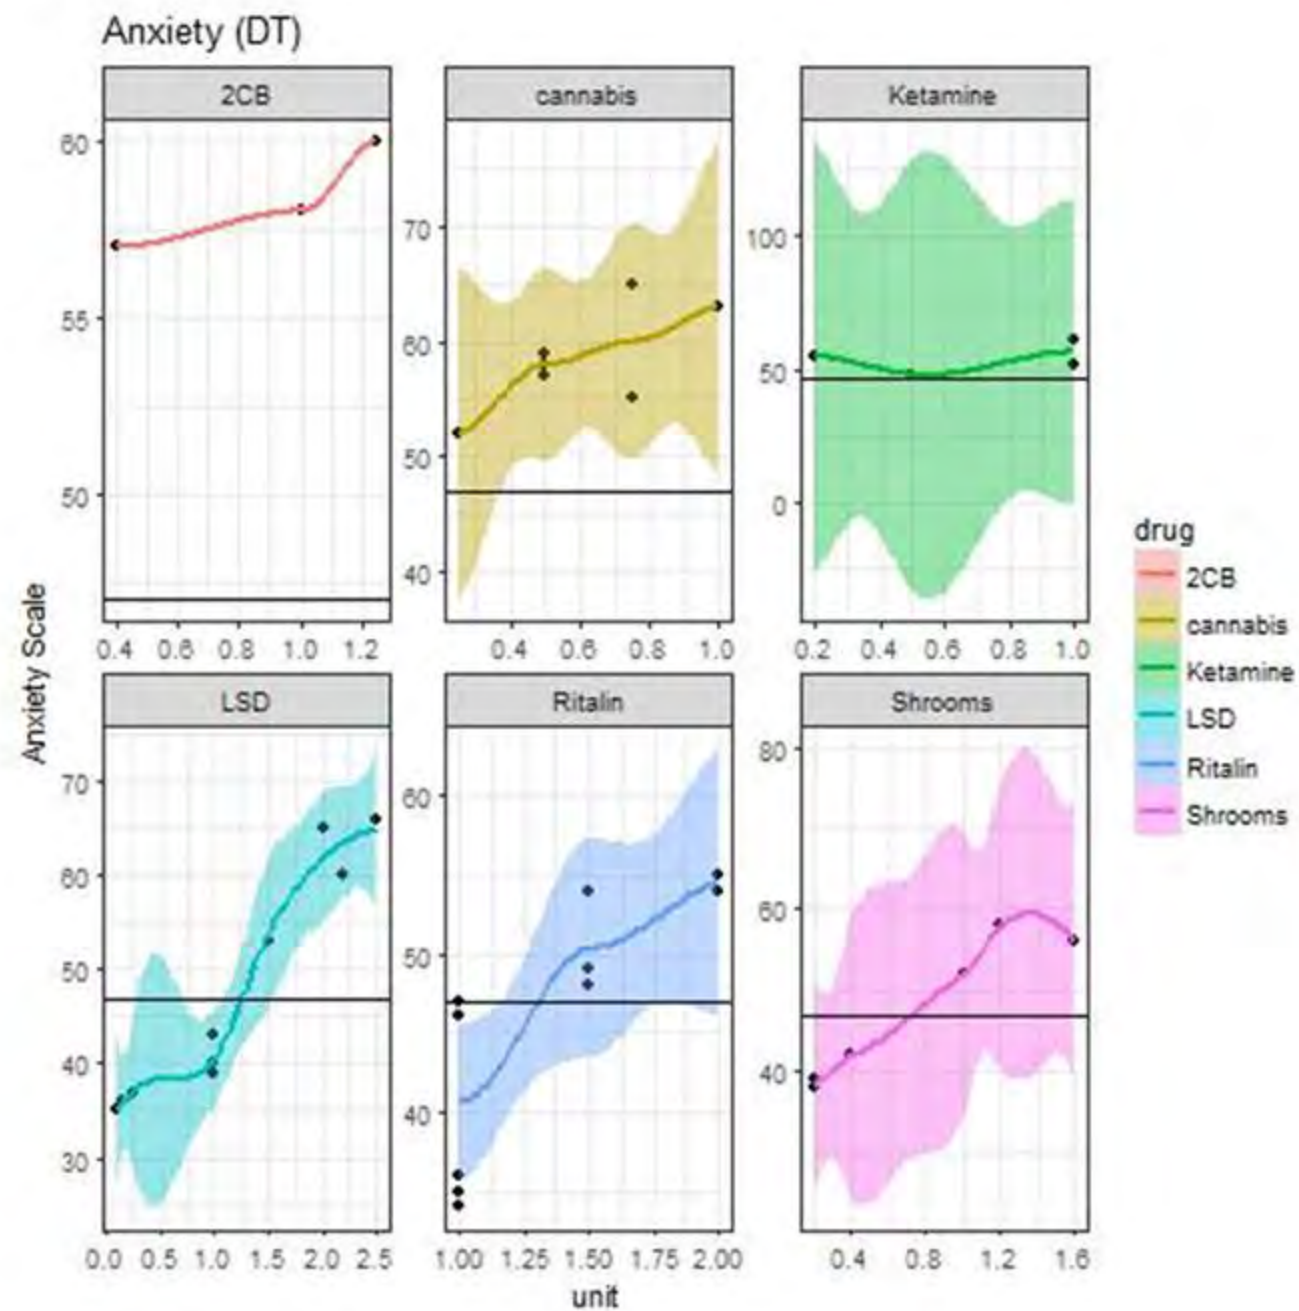 Anxiety (DT)
2CB
cannabis
Ketamine
60
55
50
70
60
50
40
100
50
0
0.4 0.6 0.8 1.0 1.2
0.4 0.6 0.8 1.0
0.2 0.4 0.6 0.8 1.0
Anxiety Scale
LSD
Ritalin
Shrooms
70
60
50
40
30
60
50
40
80
60
40
0.0 0.5 1.0 1.5 2.0 2.5
1.00 1.25 1.50 1.75 2.00
0.4 0.8 1.2 1.6
unit
drug
2CB
cannabis
Ketamine
LSD
Ritalin
Shrooms